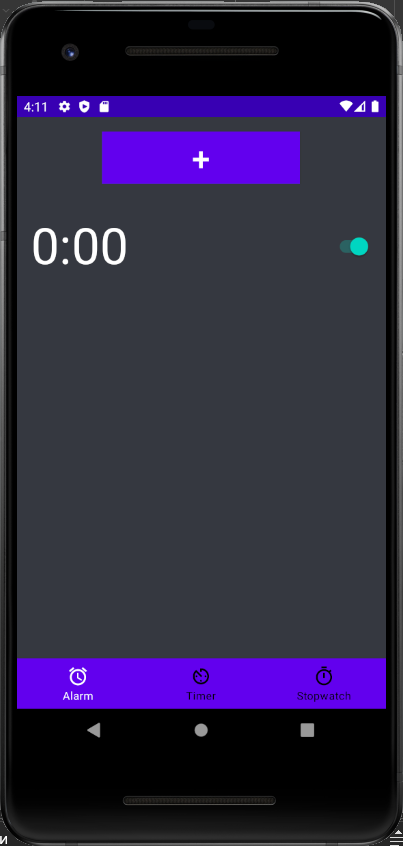 4:11
+
0:00
Alarm
Timer
Stopwatch
и